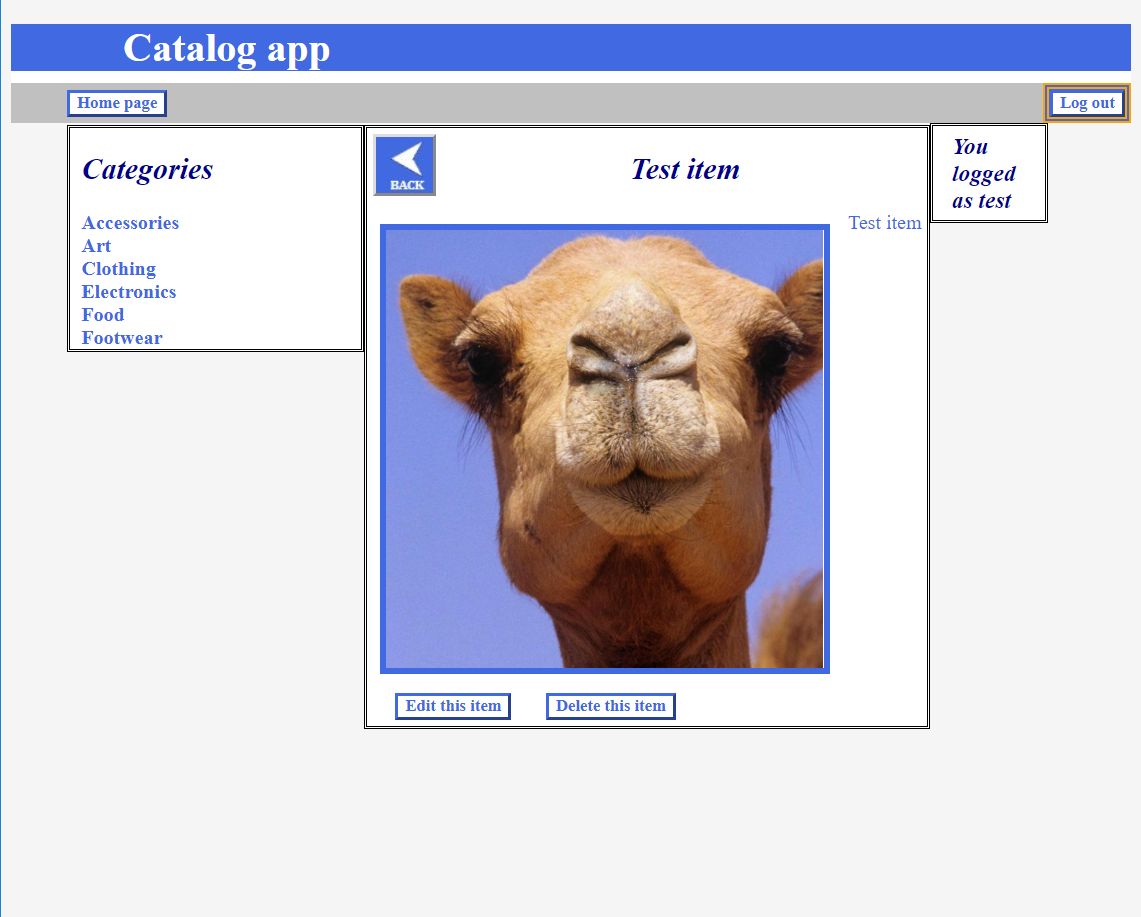 Catalog app
Home page
Log out
Categories
Accessories
Art
Clothing
Electronics
Food
Footwear
BACK
Test item
Test item
Edit this item
Delete this item
You
logged
as test